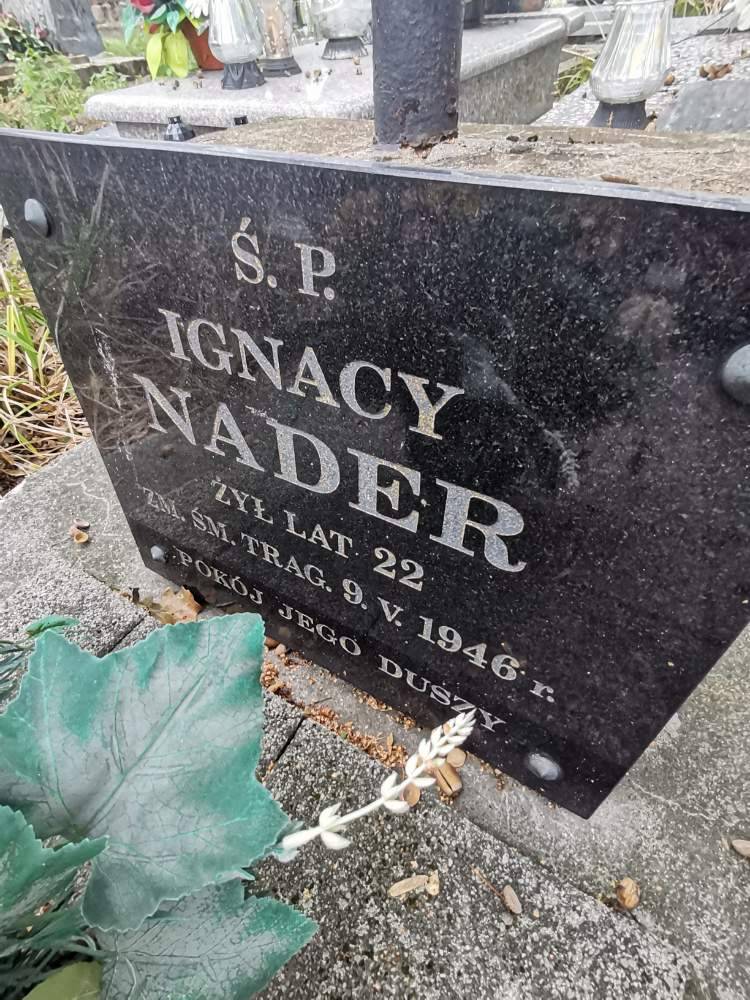 Ś. P.
IGNACY
NADER
ŻYŁ LAT 22
ZM. ŚM. TRAG. 9. V. 1946 r.
POKÓJ JEGO DUSZY